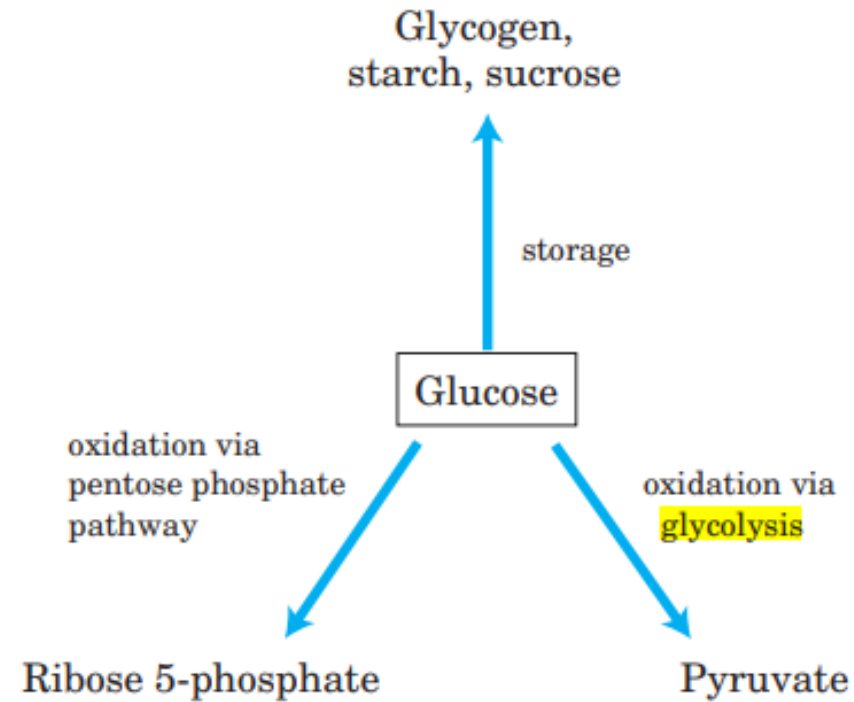 Glycogen,
starch, sucrose
storage
Glucose
oxidation via
pentose phosphate
pathway
oxidation via
glycolysis
Ribose 5-phosphate
Pyruvate